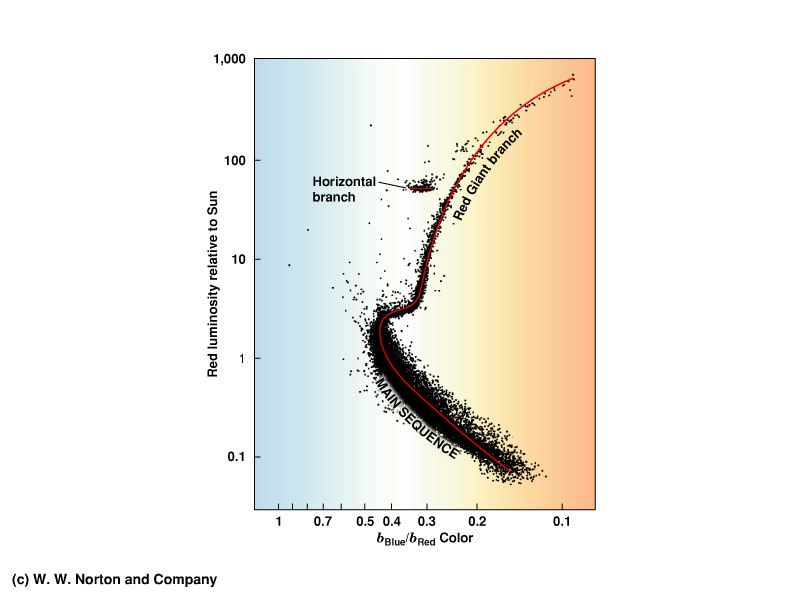 1,000
100
10
1
0.1
Red luminosity relative to Sun
Horizontal
branch
Red Giant branch
MAIN SEQUENCE
1 0.7 0.5 0.4 0.3 0.2 0.1
bBlue/bRed Color
(c) W. W. Norton and Company